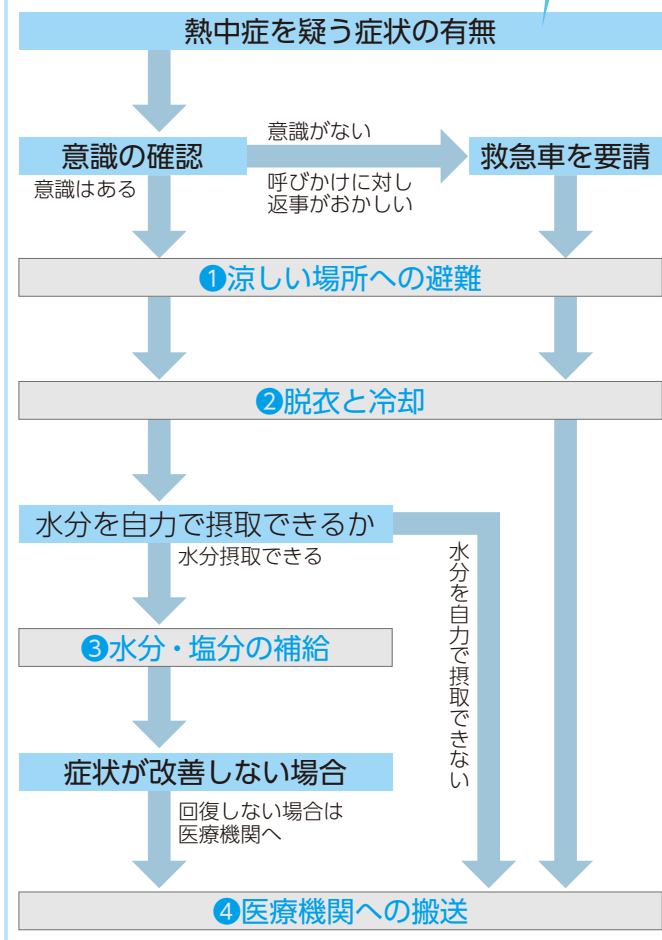 熱中症を疑う症状の有無
意識の確認
意識がない
呼びかけに対し
返事がおかしい
救急車を要請
意識はある
❶涼しい場所への避難
❷脱衣と冷却
水分を自力で摂取できるか
水分摂取できる
水分を自力で摂取できない
❸水分・塩分の補給
症状が改善しない場合
回復しない場合は
医療機関へ
❹医療機関への搬送